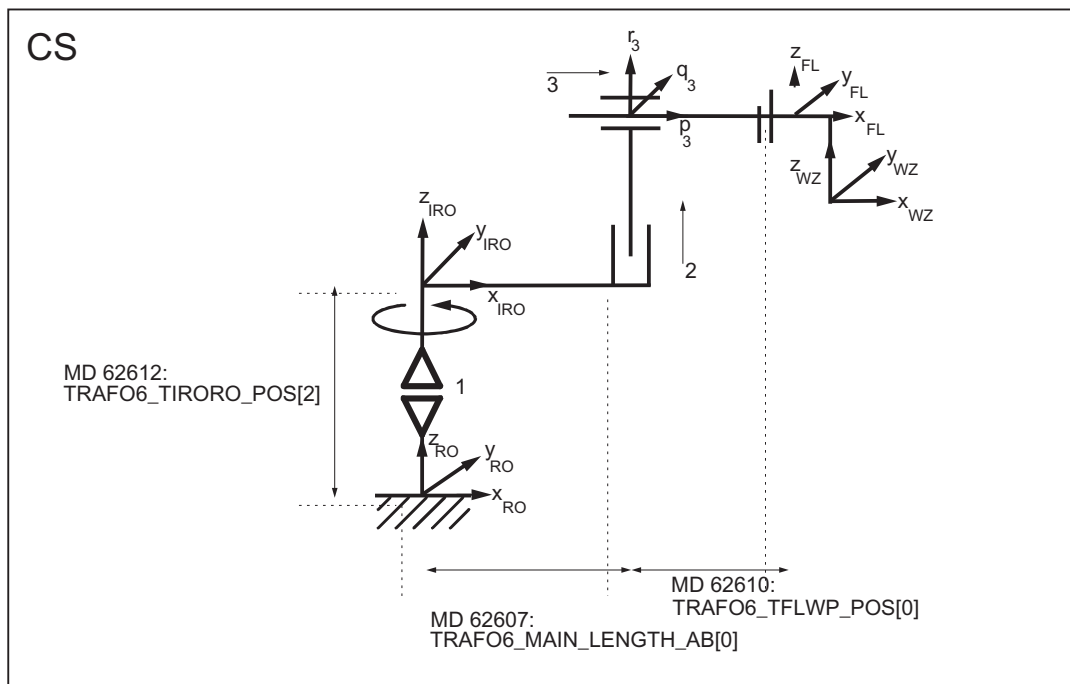 CS
r3
q3
3
p3
zFL
yFL
xFL
zWZ
yWZ
xWZ
zIRO
yIRO
xIRO
2
MD 62612:
TRAFO6_TIRORO_POS[2]
1
zRO
yRO
xRO
MD 62610:
TRAFO6_TFLWP_POS[0]
MD 62607:
TRAFO6_MAIN_LENGTH_AB[0]